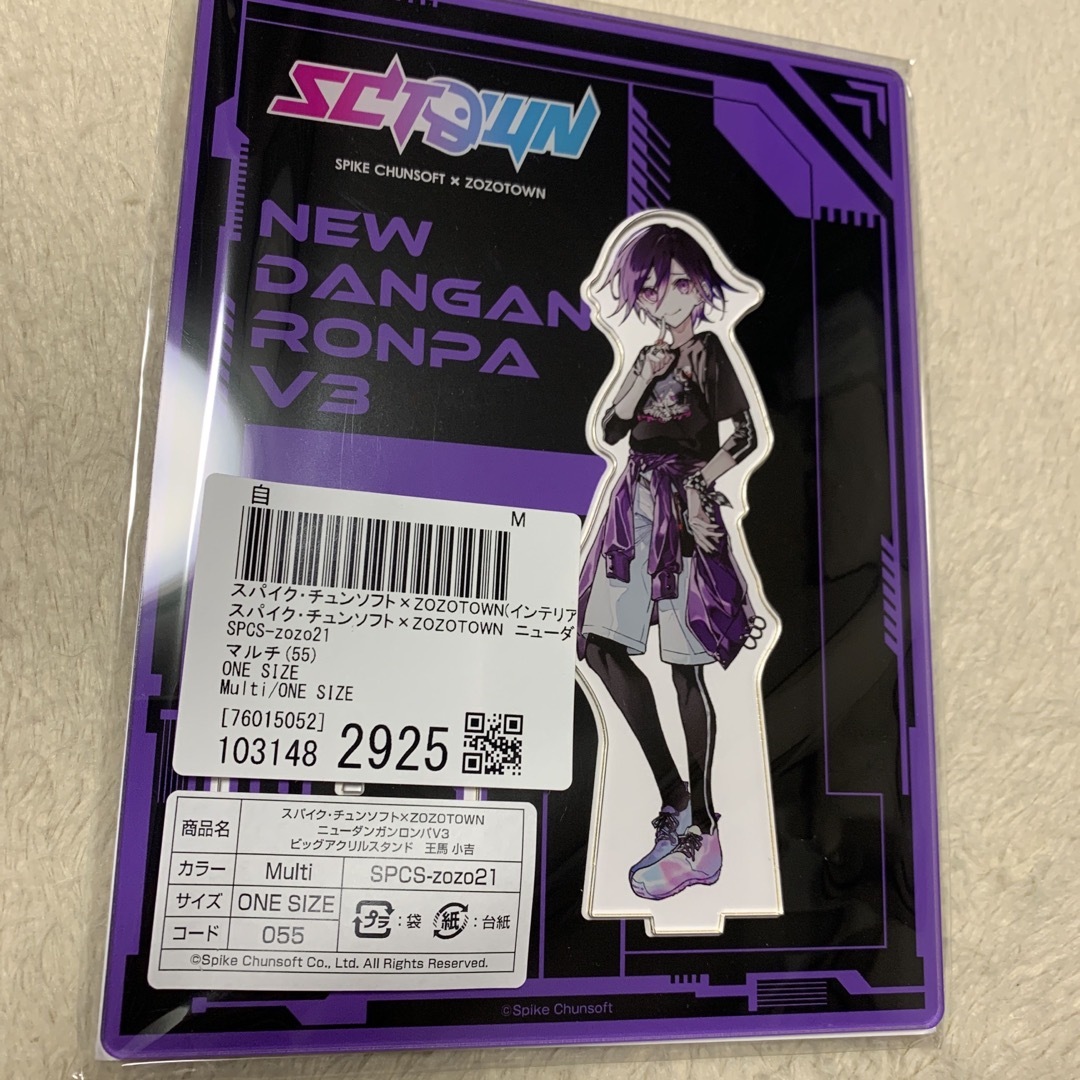 SCTOWN
SPIKE CHUNSOFT × ZOZOTOWN
NEW
DANGAN
RONPA
V3
自
M
スパイク・チュンソフト×ZOZOTOWN(インテリア
スパイク・チュンソフト×ZOZOTOWN ニューダ
SPCS-zozo21
マルチ(55)
ONE SIZE
Multi/ONE SIZE
[76015052]
103148 2925
商品名 スパイク・チュンソフト×ZOZOTOWN
ニューダンガンロンパV3
ビッグアクリルスタンド 王馬 小吉
カラー Multi SPCS-zozo21
サイズ ONE SIZE プラ:袋 紙:台紙
コード 055
©Spike Chunsoft Co., Ltd. All Rights Reserved.
©Spike Chunsoft